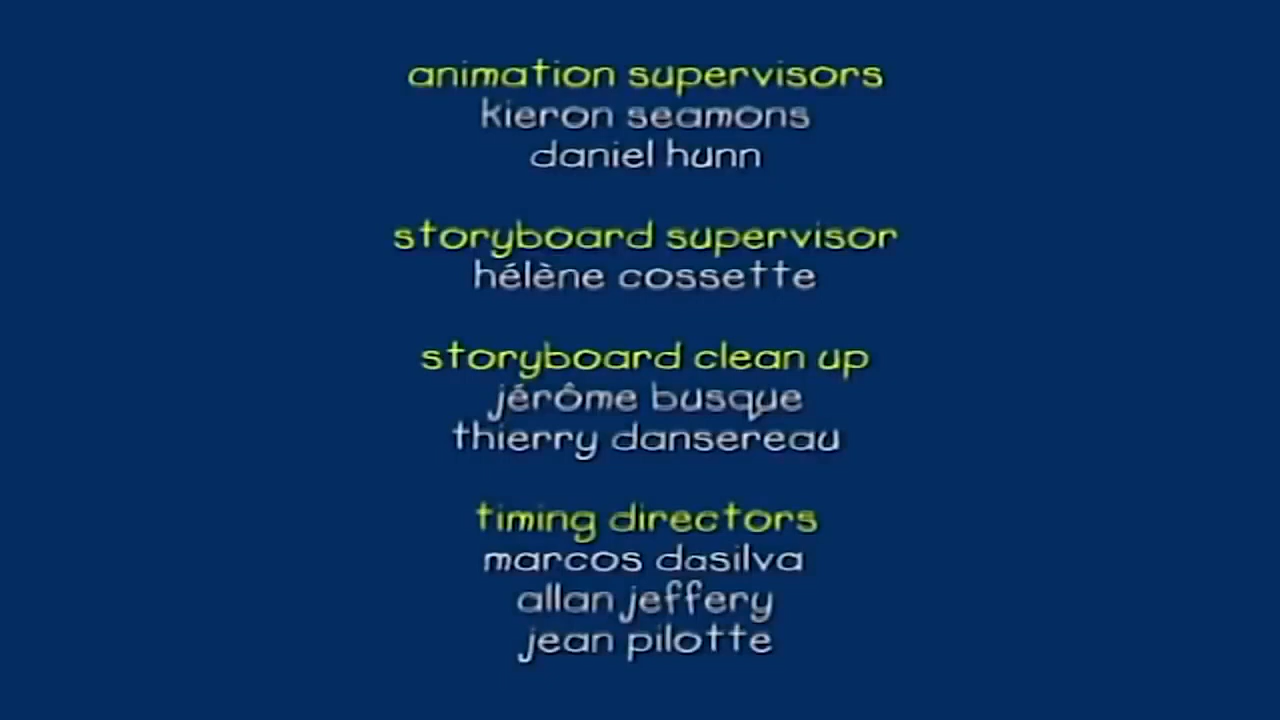 animation supervisors
kieron seamons
daniel hunn
storyboard supervisor
hélène cossette
storyboard clean up
jérôme busque
thierry dansereau
timing directors
marcos dasilva
allan jeffery
jean pilotte